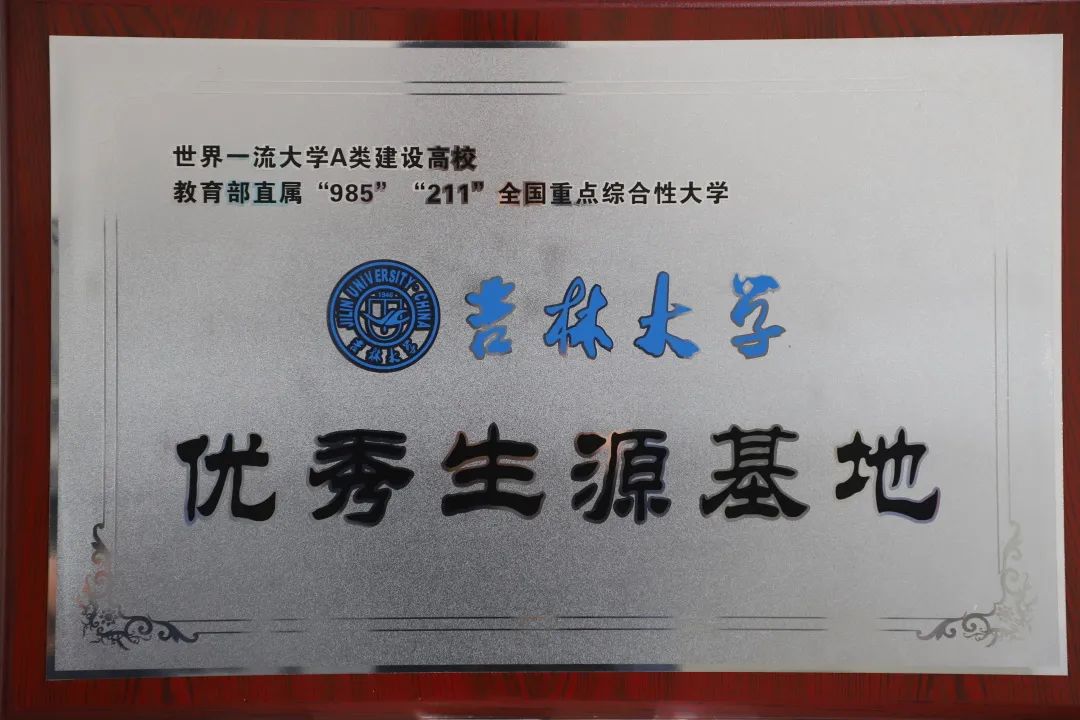 世界一流大学A类建设高校
教育部直属“985”“211”全国重点综合性大学
JILIN UNIVERSITY CHINA
1946
吉林大学
吉林大学
优秀生源基地